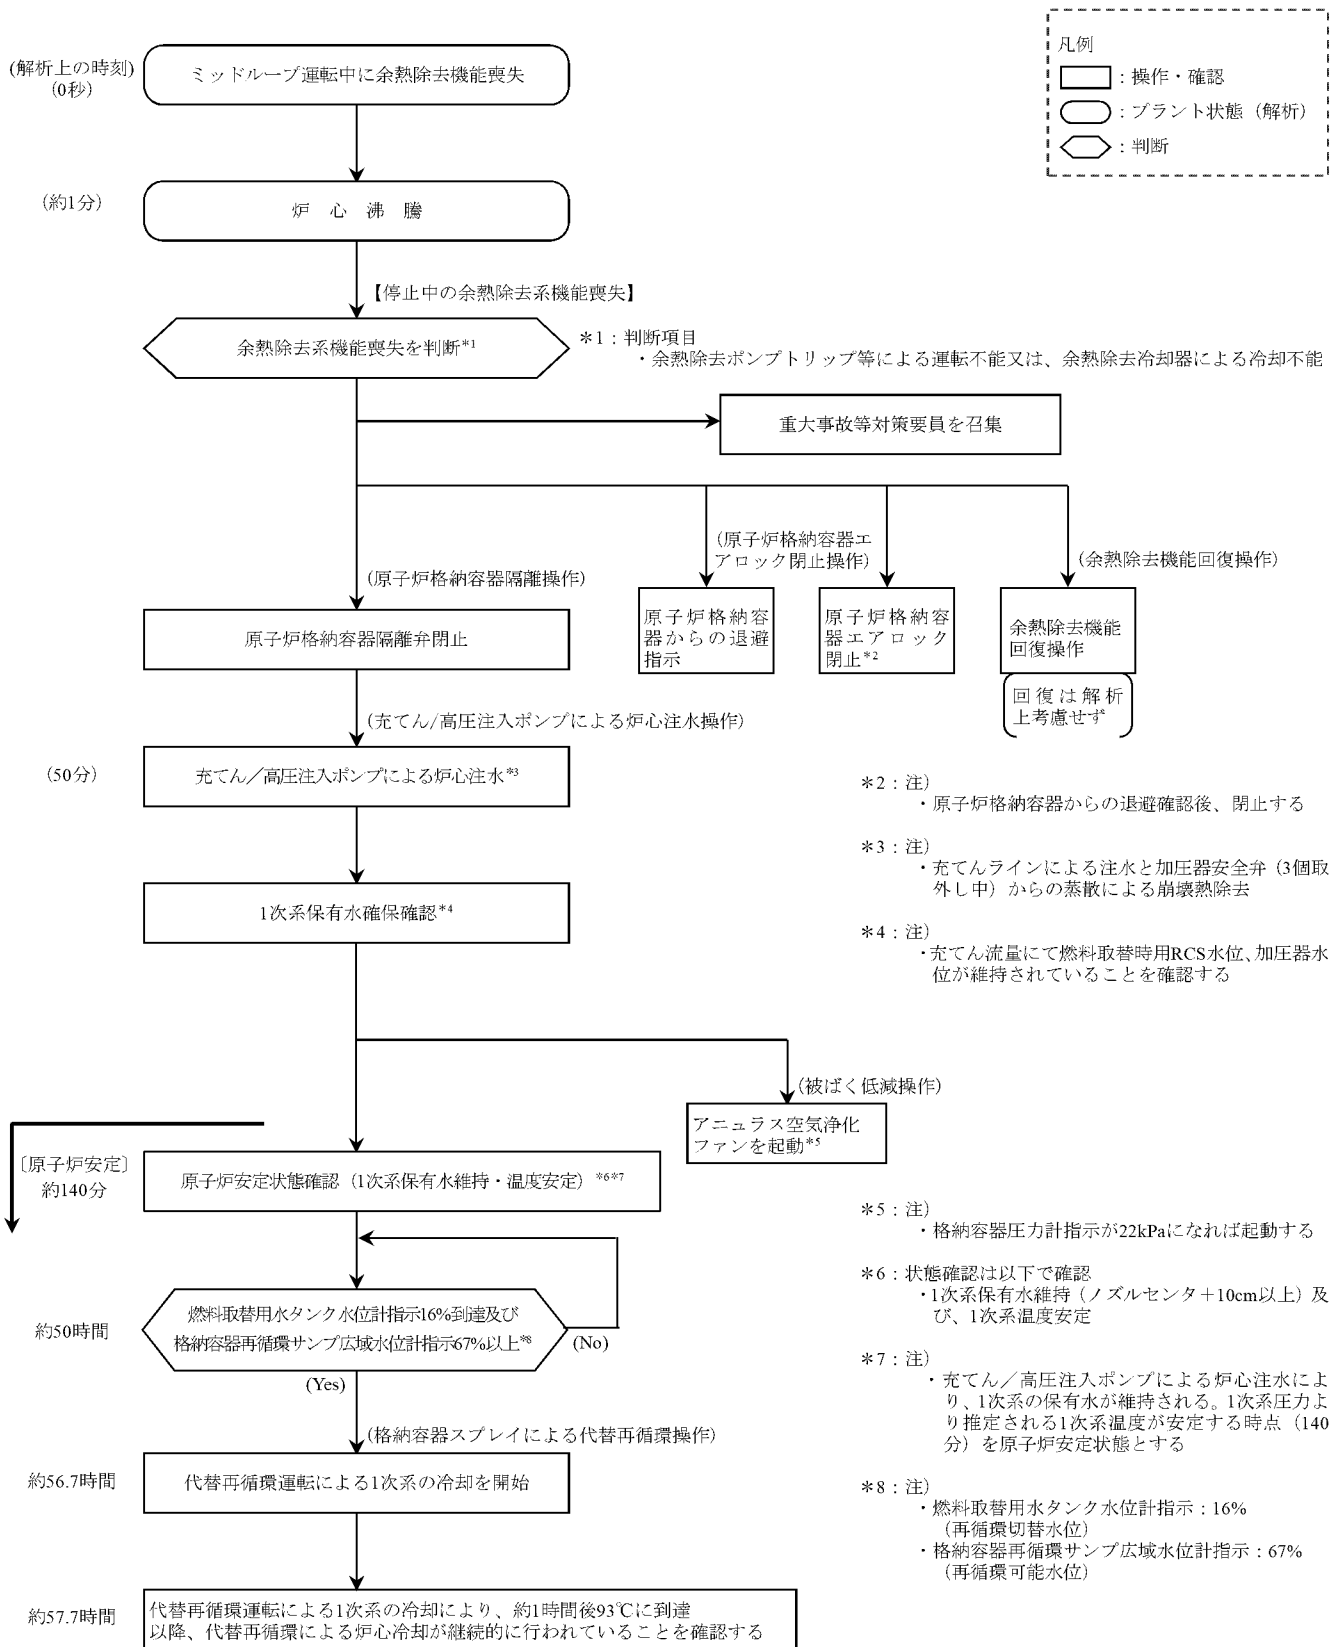 凡例
：操作・確認
：プラント状態（解析）
：判断
(解析上の時刻)
(0秒)
ミッドループ運転中に余熱除去機能喪失
(約1分)
炉　心　沸　騰
【停止中の余熱除去系機能喪失】
余熱除去系機能喪失を判断*1
＊1：判断項目
・余熱除去ポンプトリップ等による運転不能又は、余熱除去冷却器による冷却不能
重大事故等対策要員を召集
(原子炉格納容器隔離操作)
(原子炉格納容器エ
アロック閉止操作)
(余熱除去機能回復操作)
原子炉格納容器隔離弁閉止
原子炉格納容
器からの退避
指示
原子炉格納容
器エアロック
閉止*2
余熱除去機能
回復操作
回復は解析
上考慮せず
(充てん/高圧注入ポンプによる炉心注水操作)
(50分)
充てん／高圧注入ポンプによる炉心注水*3
＊2：注）
・原子炉格納容器からの退避確認後、閉止する
＊3：注）
・充てんラインによる注水と加圧器安全弁（3個取
外し中）からの蒸散による崩壊熱除去
1次系保有水確保確認*4
＊4：注）
・充てん流量にて燃料取替時用RCS水位、加圧器水
位が維持されていることを確認する
(被ばく低減操作)
アニュラス空気浄化
ファンを起動*5
〔原子炉安定〕
約140分
原子炉安定状態確認（1次系保有水維持・温度安定）*6*7
＊5：注）
・格納容器圧力計指示が22kPaになれば起動する
＊6：状態確認は以下で確認
・1次系保有水維持（ノズルセンタ＋10cm以上）及
び、1次系温度安定
約50時間
燃料取替用水タンク水位計指示16%到達及び
格納容器再循環サンプ広域水位計指示67%以上*8
(No)
(Yes)
＊7：注）
・充てん／高圧注入ポンプによる炉心注水によ
り、1次系の保有水が維持される。1次系圧力よ
り推定される1次系温度が安定する時点（140
分）を原子炉安定状態とする
(格納容器スプレイによる代替再循環操作)
約56.7時間
代替再循環運転による1次系の冷却を開始
＊8：注）
・燃料取替用水タンク水位計指示：16%
（再循環切替水位）
・格納容器再循環サンプ広域水位計指示：67%
（再循環可能水位）
約57.7時間
代替再循環運転による1次系の冷却により、約1時間後93℃に到達
以降、代替再循環による炉心冷却が継続的に行われていることを確認する